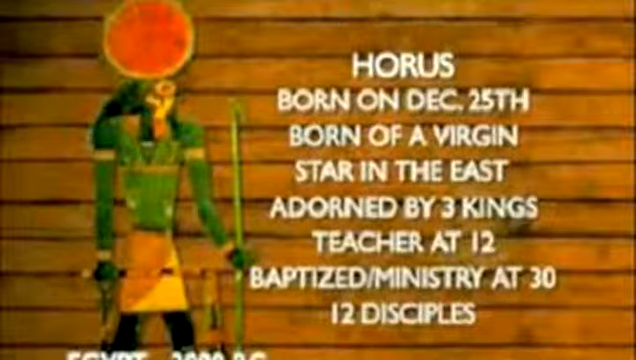 HORUS
BORN ON DEC. 25TH
BORN OF A VIRGIN
STAR IN THE EAST
ADORNED BY 3 KINGS
TEACHER AT 12
BAPTIZED/MINISTRY AT 30
12 DISCIPLES
EGYPT